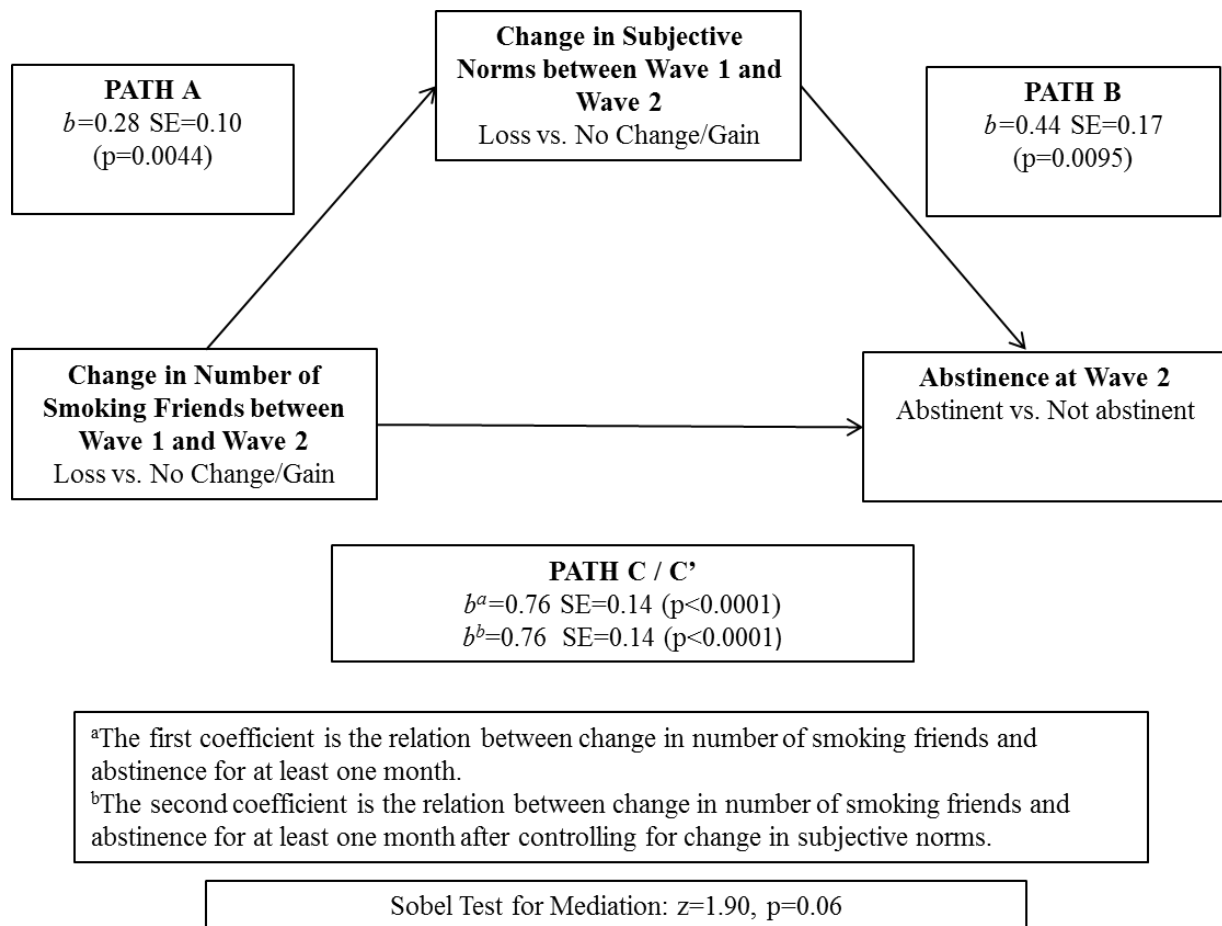 Change in Subjective
Norms between Wave 1 and
Wave 2
Loss vs. No Change/Gain
PATH A
b=0.28 SE=0.10
(p=0.0044)
PATH B
b=0.44 SE=0.17
(p=0.0095)
Change in Number of
Smoking Friends between
Wave 1 and Wave 2
Loss vs. No Change/Gain
Abstinence at Wave 2
Abstinent vs. Not abstinent
PATH C / C’
bᵃ=0.76 SE=0.14 (p<0.0001)
bᵇ=0.76 SE=0.14 (p<0.0001)
ᵃThe first coefficient is the relation between change in number of smoking friends and
abstinence for at least one month.
ᵇThe second coefficient is the relation between change in number of smoking friends and
abstinence for at least one month after controlling for change in subjective norms.
Sobel Test for Mediation: z=1.90, p=0.06